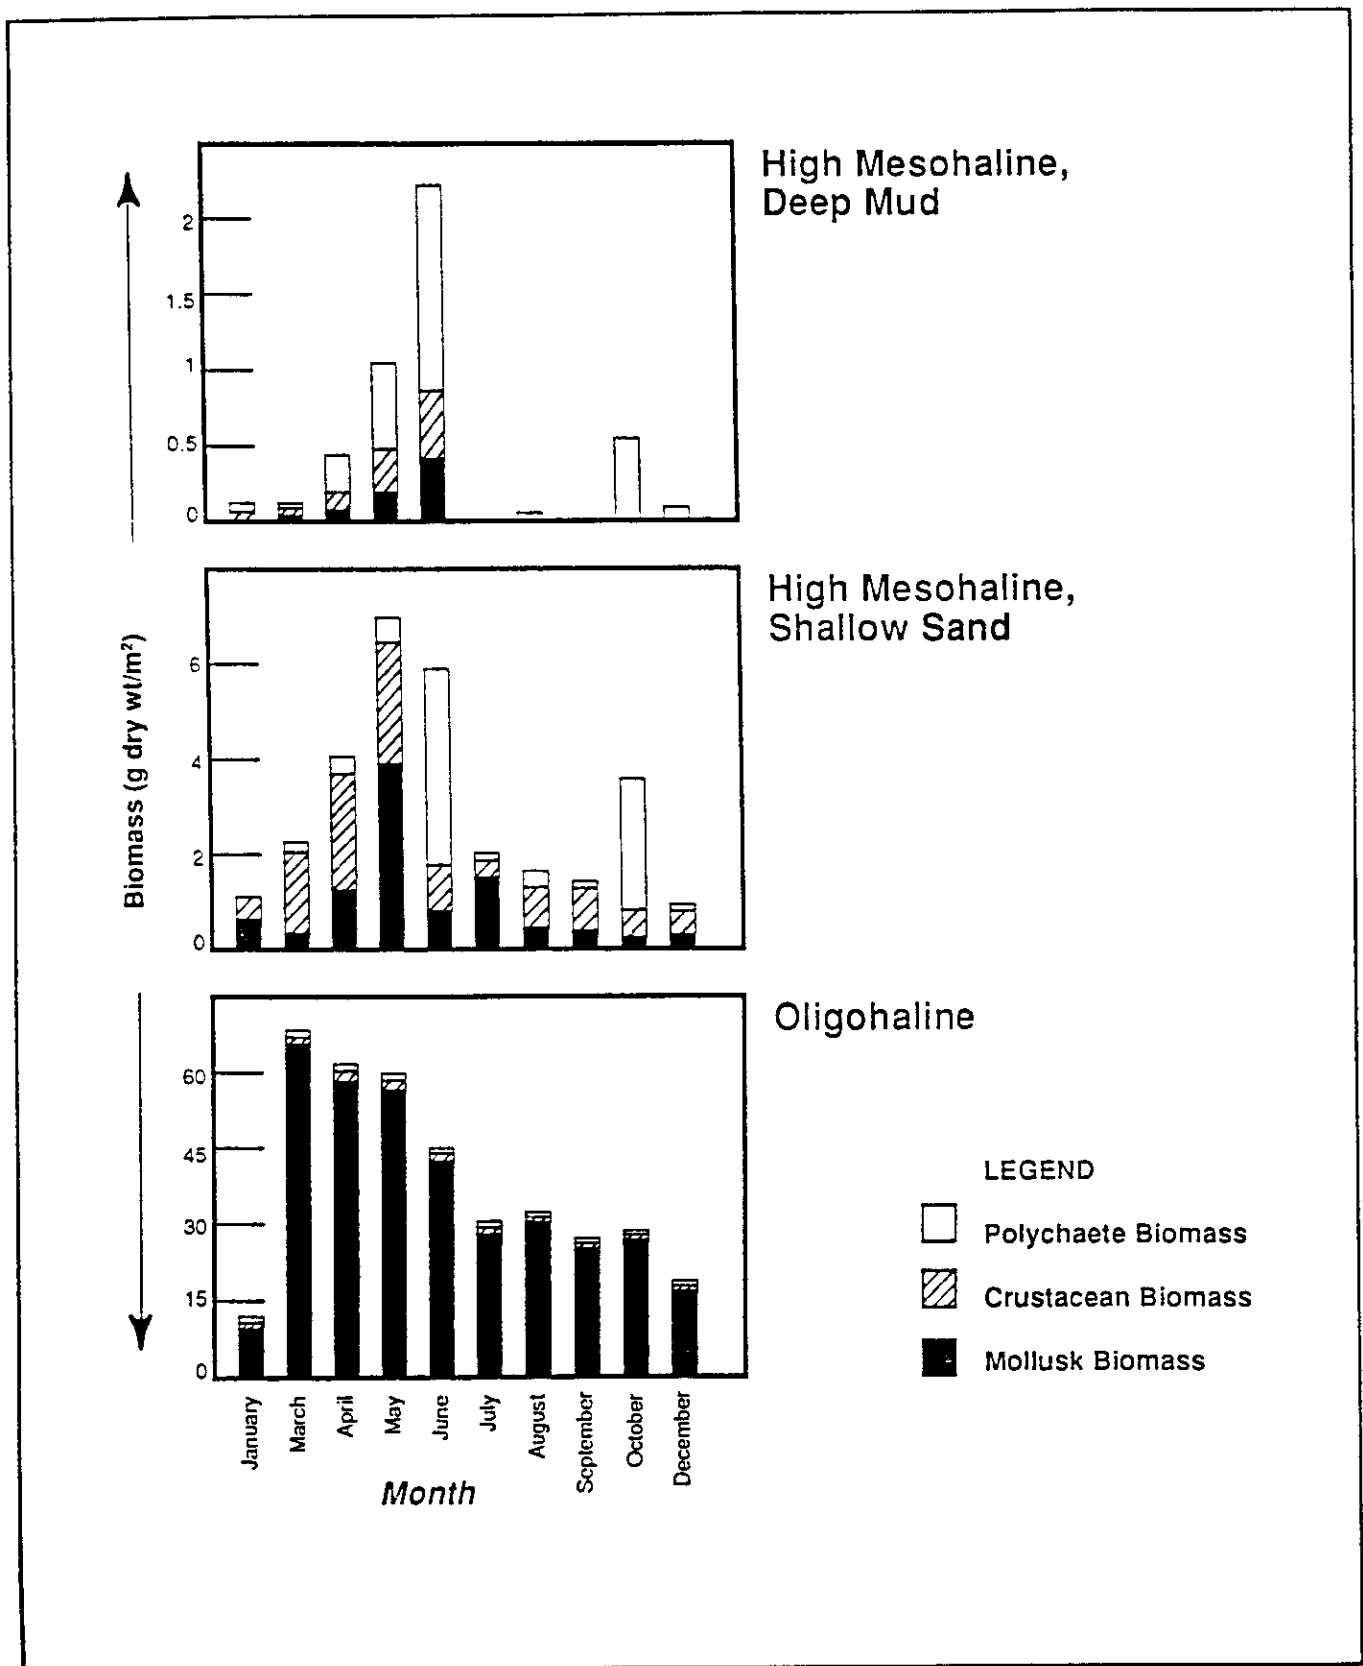 High Mesohaline,
Deep Mud
2
1.5
1
0.5
0
High Mesohaline,
Shallow Sand
6
4
2
0
Biomass (g dry wt/m²)
Oligohaline
60
45
30
15
0
January
March
April
May
June
July
August
September
October
December
Month
LEGEND
Polychaete Biomass
Crustacean Biomass
Mollusk Biomass